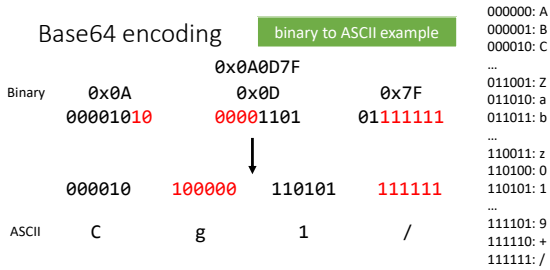 Base64 encoding
binary to ASCII example
0x0A0D7F
Binary 0x0A 0x0D 0x7F
00001010 00001101 01111111
000010 100000 110101 111111
ASCII C g 1 /
000000: A
000001: B
000010: C
…
011001: Z
011010: a
011011: b
…
110011: z
110100: 0
110101: 1
…
111101: 9
111110: +
111111: /